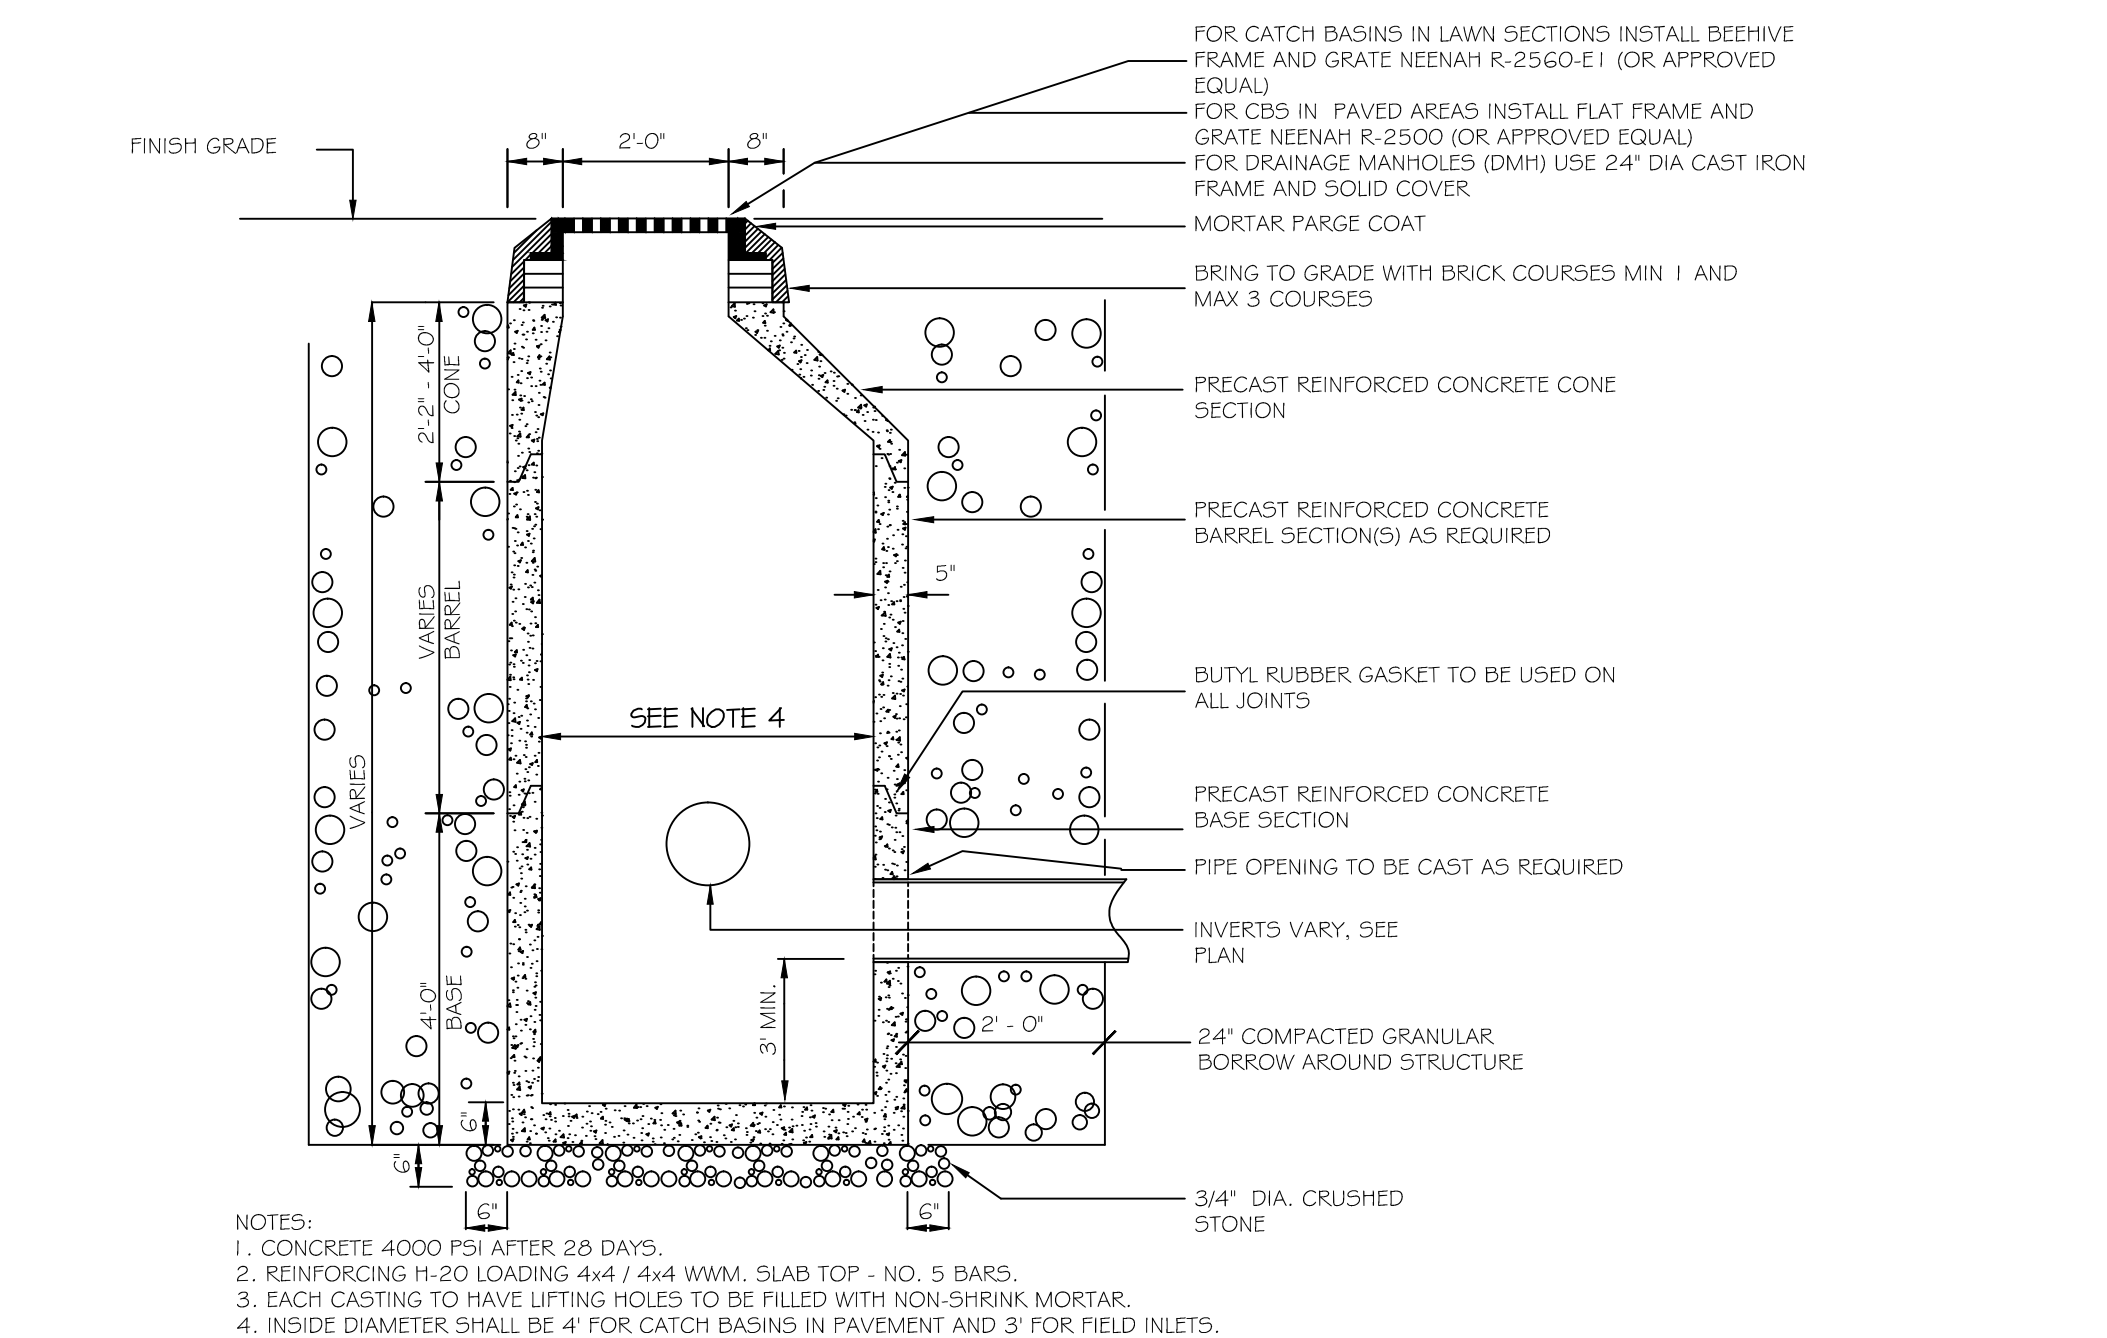 FOR CATCH BASINS IN LAWN SECTIONS INSTALL BEEHIVE
FRAME AND GRATE NEENAH R-2560-E1 (OR APPROVED
EQUAL)
FOR CBS IN PAVED AREAS INSTALL FLAT FRAME AND
GRATE NEENAH R-2500 (OR APPROVED EQUAL)
FOR DRAINAGE MANHOLES (DMH) USE 24" DIA CAST IRON
FRAME AND SOLID COVER
FINISH GRADE
8"
2'-0"
8"
MORTAR PARGE COAT
BRING TO GRADE WITH BRICK COURSES MIN 1 AND
MAX 3 COURSES
2'-2" - 4'-0"
CONE
PRECAST REINFORCED CONCRETE CONE
SECTION
PRECAST REINFORCED CONCRETE
BARREL SECTION(S) AS REQUIRED
5"
VARIES
BARREL
BUTYL RUBBER GASKET TO BE USED ON
ALL JOINTS
SEE NOTE 4
VARIES
PRECAST REINFORCED CONCRETE
BASE SECTION
PIPE OPENING TO BE CAST AS REQUIRED
INVERTS VARY, SEE
PLAN
4'-0"
BASE
3' MIN.
2' - 0"
24" COMPACTED GRANULAR
BORROW AROUND STRUCTURE
6"
6"
6"
6"
3/4" DIA. CRUSHED
STONE
NOTES:
1. CONCRETE 4000 PSI AFTER 28 DAYS.
2. REINFORCING H-20 LOADING 4x4 / 4x4 WWM. SLAB TOP - NO. 5 BARS.
3. EACH CASTING TO HAVE LIFTING HOLES TO BE FILLED WITH NON-SHRINK MORTAR.
4. INSIDE DIAMETER SHALL BE 4' FOR CATCH BASINS IN PAVEMENT AND 3' FOR FIELD INLETS.